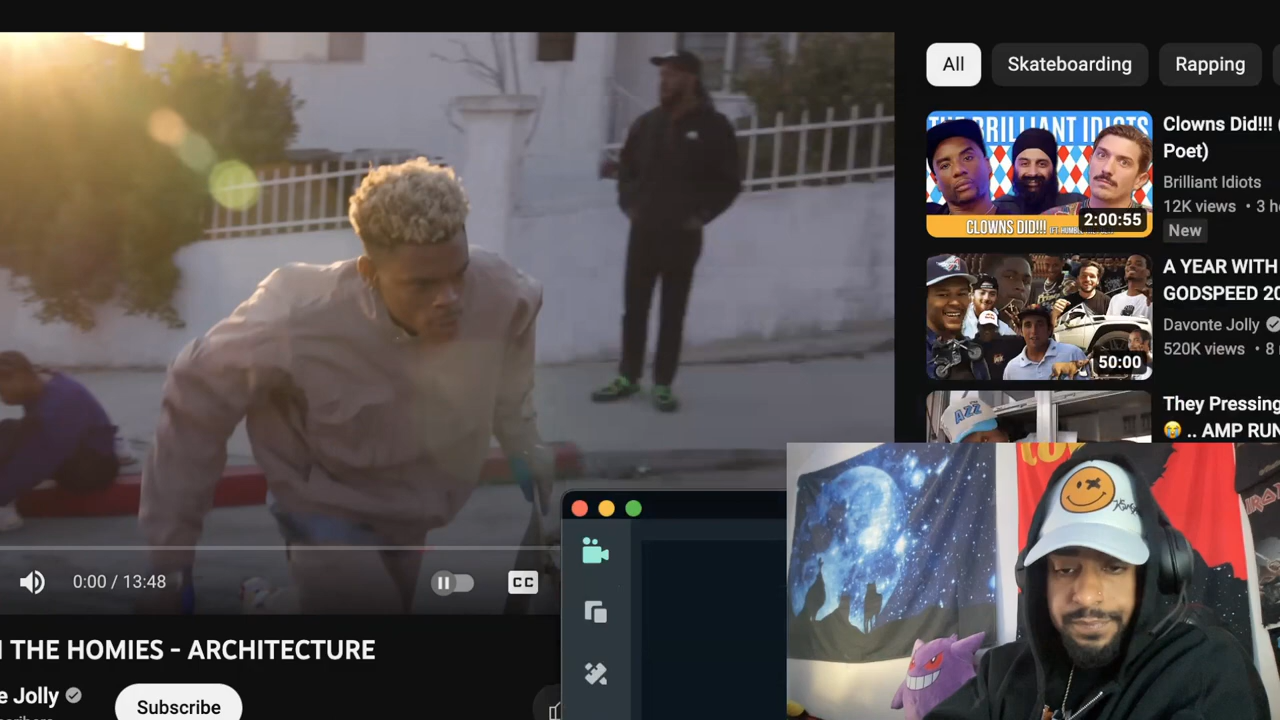 All
Skateboarding
Rapping
THE BRILLIANT IDIOTS
CLOWNS DID!!!
2:00:55
Clowns Did!!! (
Poet)
Brilliant Idiots
12K views • 3 h
New
50:00
A YEAR WITH
GODSPEED 20
Davonte Jolly
520K views • 8
AZZ
They Pressing
😭 .. AMP RUN
0:00 / 13:48
CC
THE HOMIES - ARCHITECTURE
e Jolly
Subscribe